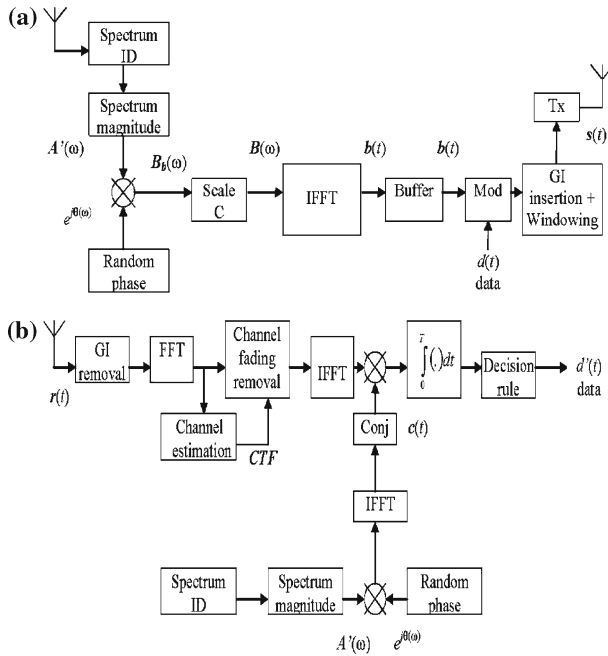 (a)
Spectrum
ID
Spectrum
magnitude
A'(ω)
B_b(ω)
B(ω)
b(t)
b(t)
Tx
s(t)
Scale
C
IFFT
Buffer
Mod
GI
insertion +
Windowing
e^{jθ(ω)}
Random
phase
d(t)
data
(b)
r(t)
GI
removal
FFT
Channel
fading
removal
IFFT
∫_0^T (.)dt
Decision
rule
d'(t)
data
Channel
estimation
CTF
Conj
c(t)
IFFT
Spectrum
ID
Spectrum
magnitude
Random
phase
A'(ω)
e^{jθ(ω)}